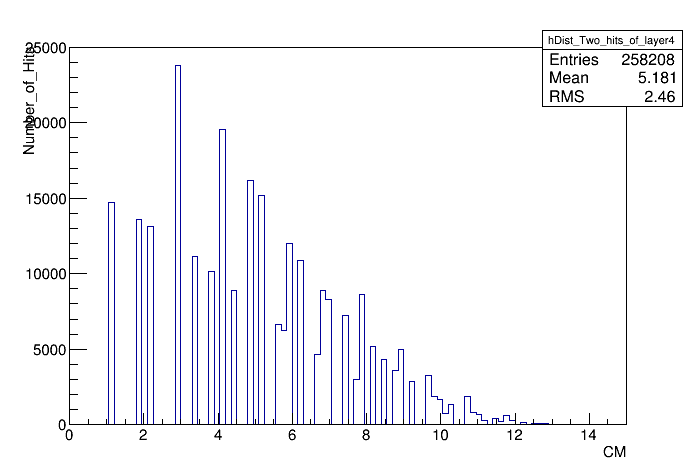 hDist_Two_hits_of_layer4
Entries 258208
Mean 5.181
RMS 2.46
Number_of_Hits
25000
20000
15000
10000
5000
0
0 2 4 6 8 10 12 14
CM